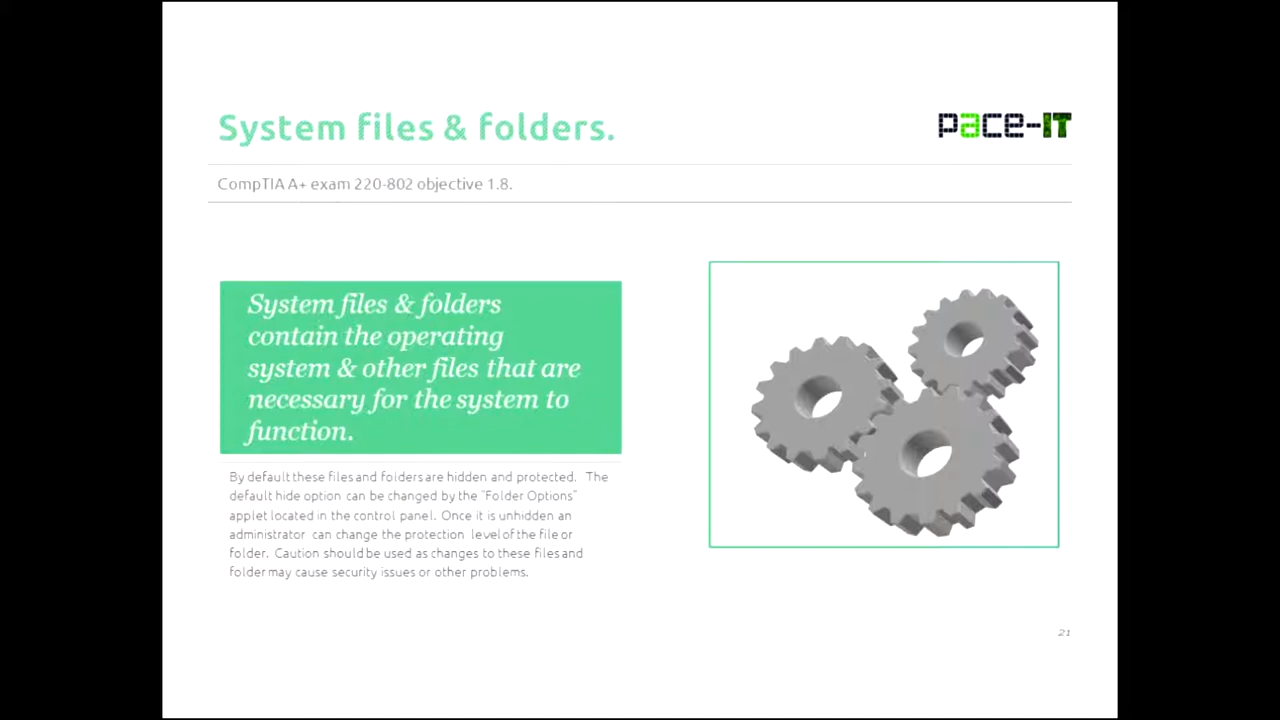 System files & folders.
pace-IT
CompTIA A+ exam 220-802 objective 1.8.
System files & folders
contain the operating
system & other files that are
necessary for the system to
function.
By default these files and folders are hidden and protected. The
default hide option can be changed by the "Folder Options"
applet located in the control panel. Once it is unhidden an
administrator can change the protection level of the file or
folder. Caution should be used as changes to these files and
folder may cause security issues or other problems.
21